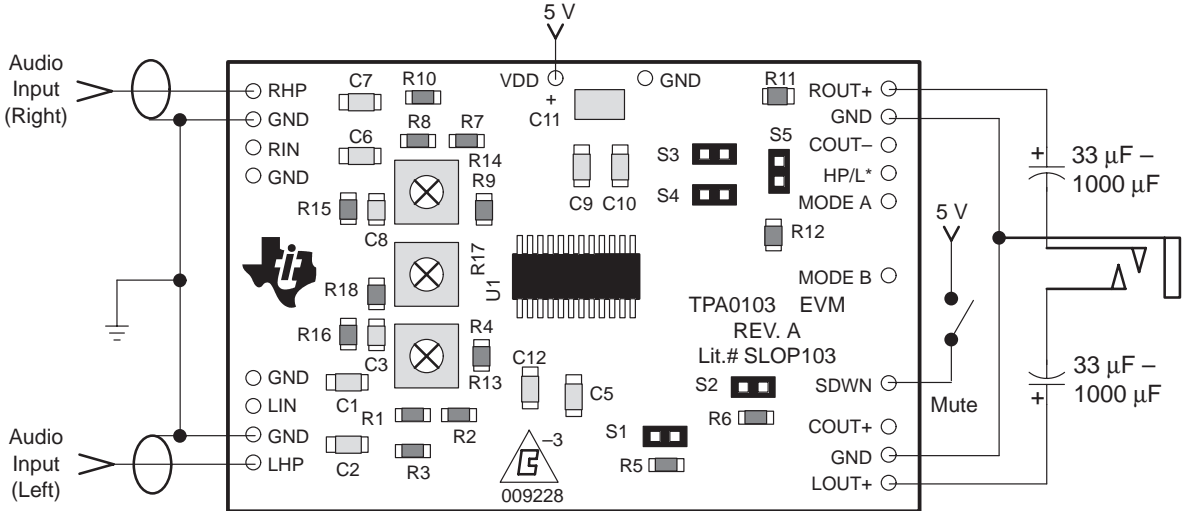 5 V
Audio
Input
(Right)
RHP
GND
RIN
GND
C7
R10
C6
R8
R7
R14
R9
R15
C8
VDD
+
C11
GND
R11
ROUT+
GND
COUT–
HP/L*
MODE A
S5
S3
S4
C9
C10
R12
+
33 µF –
1000 µF
5 V
R17
U1
R18
R16
C3
R4
R13
MODE B
TPA0103 EVM
REV. A
Lit.# SLOP103
GND
LIN
GND
LHP
C1
C2
R1
R2
R3
C12
C5
–3
009228
S2
R6
S1
R5
SDWN
COUT+
GND
LOUT+
Mute
33 µF –
1000 µF
+
Audio
Input
(Left)